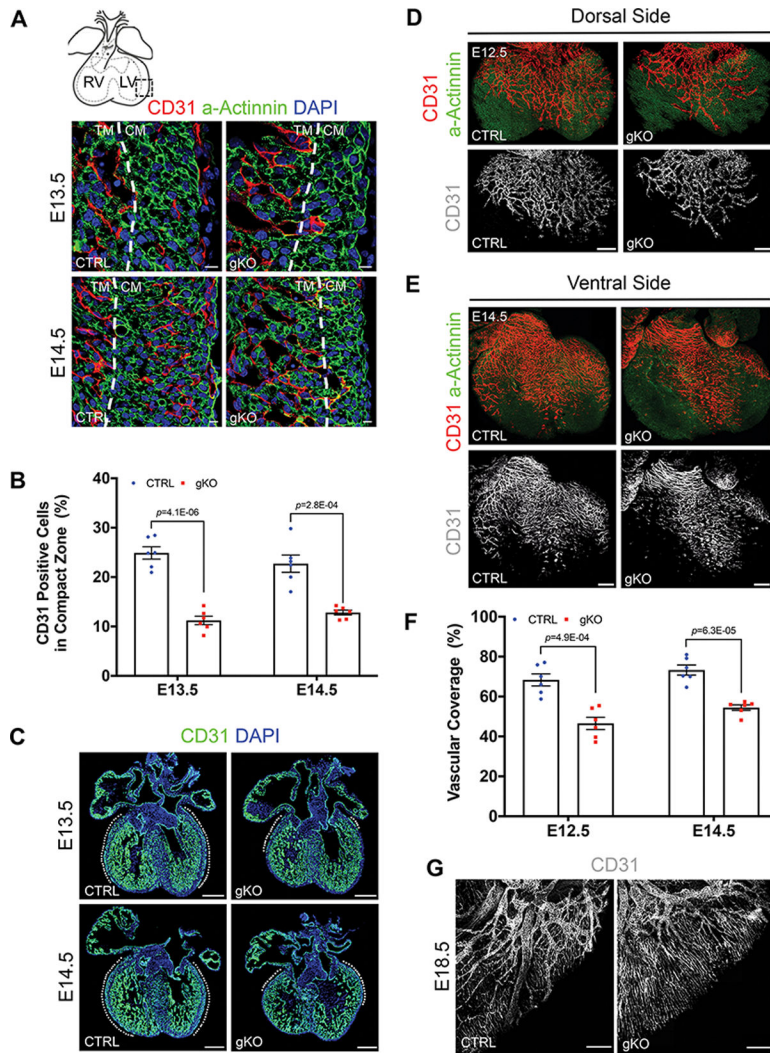 A
RV LV
CD31 a-Actinnin DAPI
TM CM TM CM
E13.5
CTRL gKO
TM CM TM CM
E14.5
CTRL gKO
B
CTRL gKO
CD31 Positive Cells
in Compact Zone (%)
40
30
20
10
0
p=4.1E-06
p=2.8E-04
E13.5 E14.5
C
CD31 DAPI
E13.5
CTRL gKO
E14.5
CTRL gKO
D
Dorsal Side
CD31
a-Actinnin
E12.5
CTRL gKO
CD31
CTRL gKO
E
Ventral Side
CD31 a-Actinnin
E14.5
CTRL gKO
CD31
CTRL gKO
F
CTRL gKO
Vascular Coverage (%)
100
80
60
40
20
0
p=4.9E-04
p=6.3E-05
E12.5 E14.5
G
CD31
E18.5
CTRL gKO